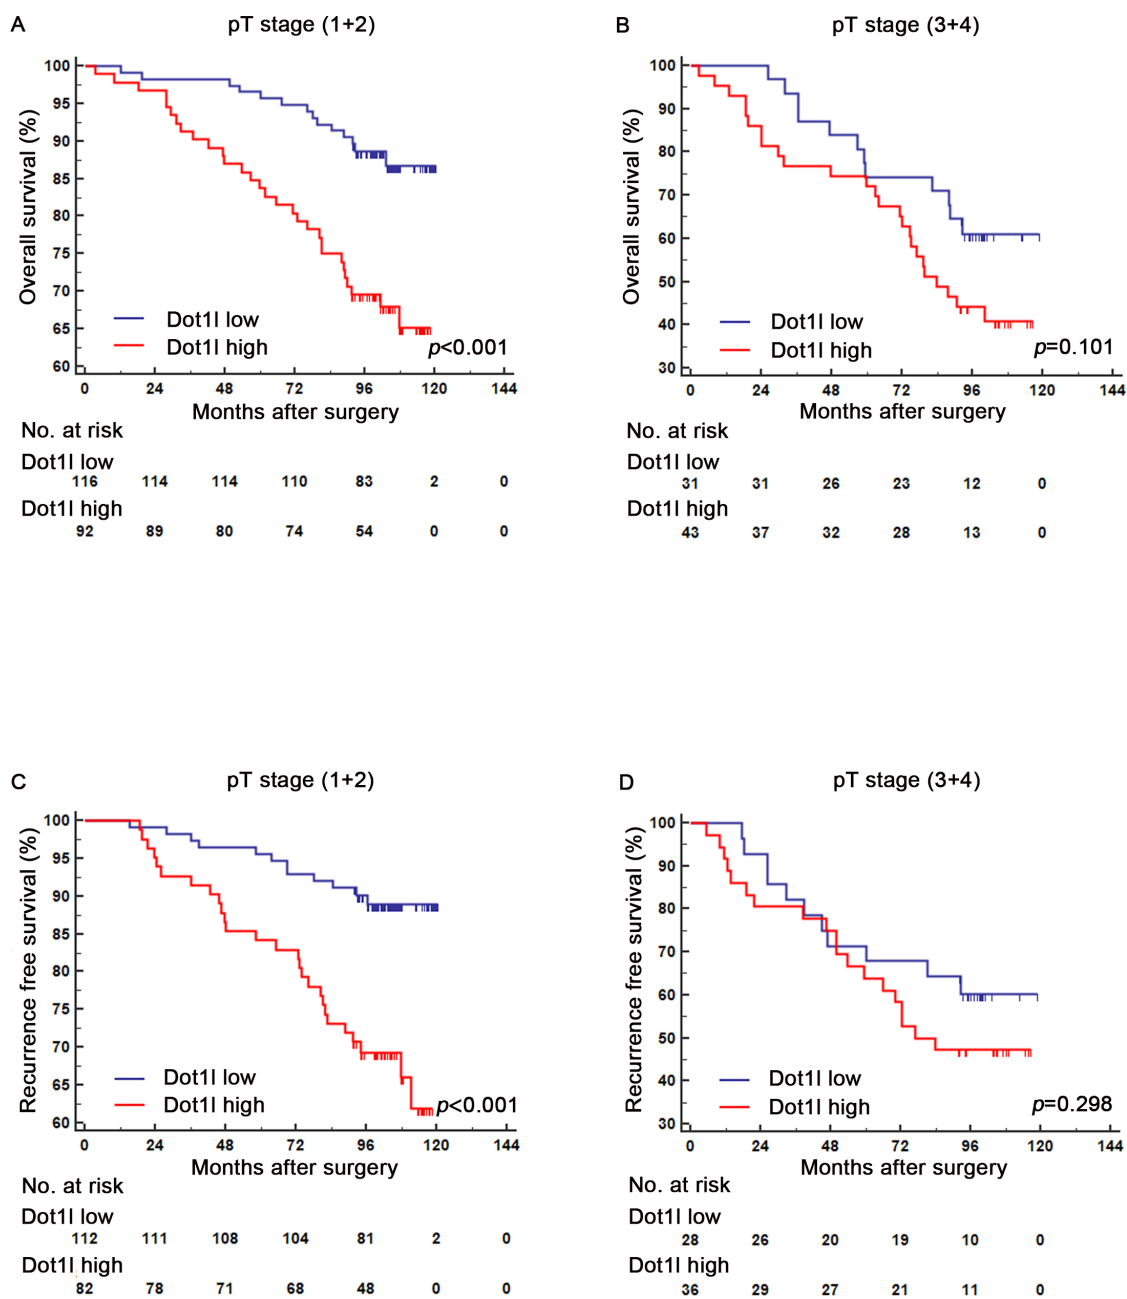 A
pT stage (1+2)
Overall survival (%)
100
95
90
85
80
75
70
65
60
Dot1l low
Dot1l high
p<0.001
0 24 48 72 96 120 144
Months after surgery
No. at risk
Dot1l low
116 114 114 110 83 2 0
Dot1l high
92 89 80 74 54 0 0
B
pT stage (3+4)
Overall survival (%)
100
90
80
70
60
50
40
30
Dot1l low
Dot1l high
p=0.101
0 24 48 72 96 120 144
Months after surgery
No. at risk
Dot1l low
31 31 26 23 12 0
Dot1l high
43 37 32 28 13 0
C
pT stage (1+2)
Recurrence free survival (%)
100
95
90
85
80
75
70
65
60
Dot1l low
Dot1l high
p<0.001
0 24 48 72 96 120 144
Months after surgery
No. at risk
Dot1l low
112 111 108 104 81 2 0
Dot1l high
82 78 71 68 48 0 0
D
pT stage (3+4)
Recurrence free survival (%)
100
90
80
70
60
50
40
30
Dot1l low
Dot1l high
p=0.298
0 24 48 72 96 120 144
Months after surgery
No. at risk
Dot1l low
28 26 20 19 10 0
Dot1l high
36 29 27 21 11 0